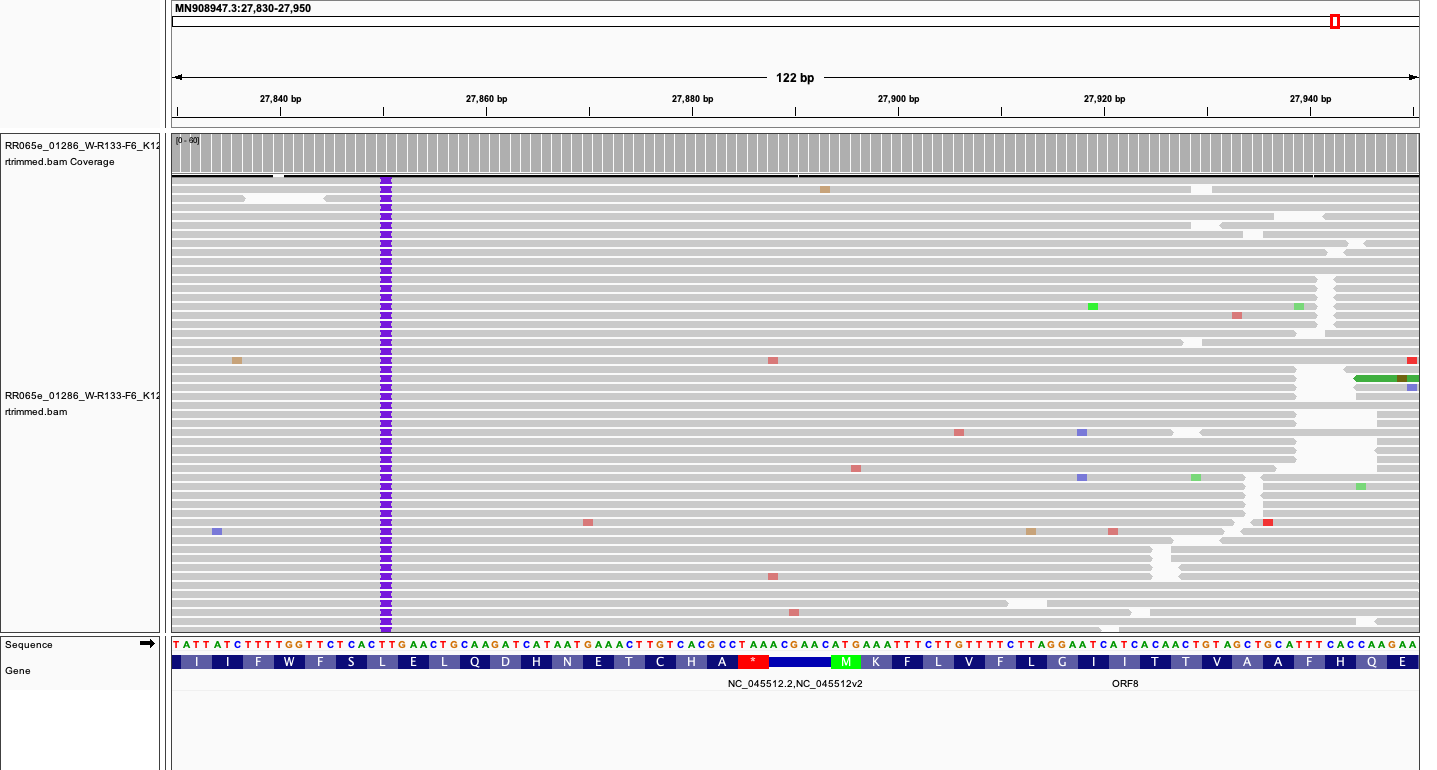 MN908947.3:27,830-27,950
122 bp
27,840 bp 27,860 bp 27,880 bp 27,900 bp 27,920 bp 27,940 bp
RR065e_01286_W-R133-F6_K12
rtrimmed.bam Coverage
[0 - 60]
RR065e_01286_W-R133-F6_K12
rtrimmed.bam
Sequence
TATTATCTTTTGGTTCTCACTTGAACTGCAAGATCATAATGAAACTTGTCACGCCTAAACGAACATGAAATTTCTTGTTTTCTTAGGAATCATCACAACTGTAGCTGCATTTCACCAAGAA
Gene
I I F W F S L E L Q D H N E T C H A * M K F L V F L G I I T T V A A F H Q E
NC_045512.2,NC_045512v2 ORF8